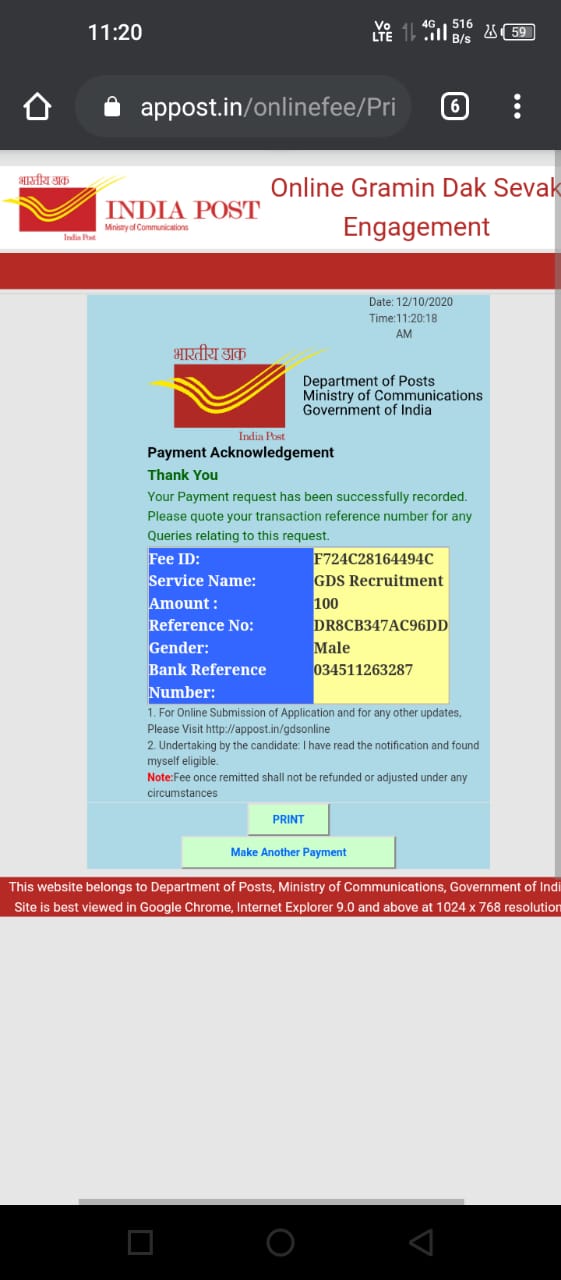 11:20
Vo LTE 4G 516 B/s 59
appost.in/onlinefee/Pri
6
भारतीय डाक
INDIA POST
Ministry of Communications
India Post
Online Gramin Dak Sevak
Engagement
Date: 12/10/2020
Time:11:20:18
AM
भारतीय डाक
India Post
Department of Posts
Ministry of Communications
Government of India
Payment Acknowledgement
Thank You
Your Payment request has been successfully recorded.
Please quote your transaction reference number for any
Queries relating to this request.
Fee ID: F724C28164494C
Service Name: GDS Recruitment
Amount : 100
Reference No: DR8CB347AC96DD
Gender: Male
Bank Reference 034511263287
Number:
1. For Online Submission of Application and for any other updates,
Please Visit http://appost.in/gdsonline
2. Undertaking by the candidate: I have read the notification and found
myself eligible.
Note:Fee once remitted shall not be refunded or adjusted under any
circumstances
PRINT
Make Another Payment
This website belongs to Department of Posts, Ministry of Communications, Government of Indi
Site is best viewed in Google Chrome, Internet Explorer 9.0 and above at 1024 x 768 resolution